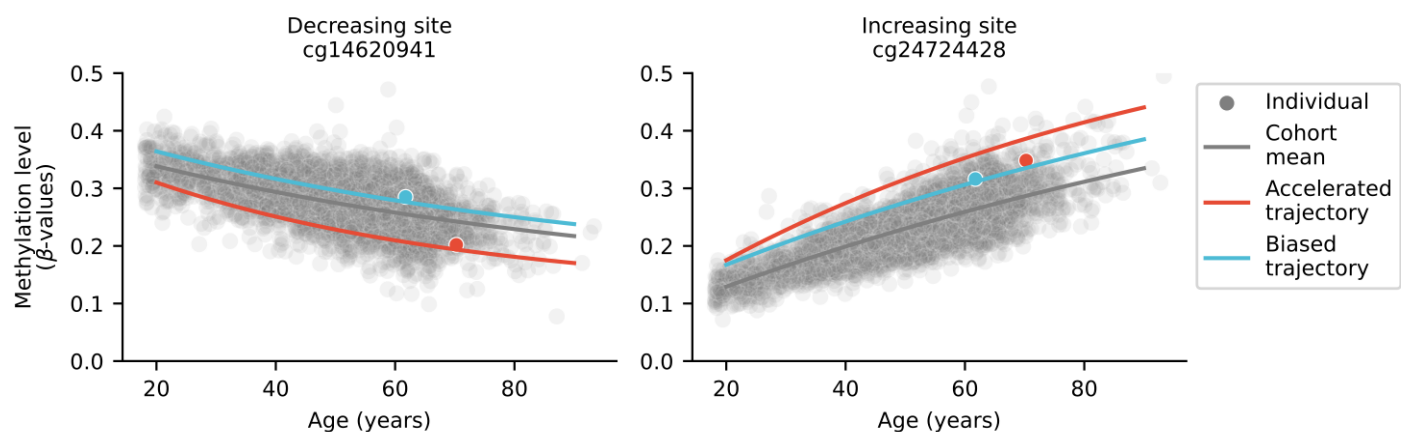 Decreasing site
cg14620941
Increasing site
cg24724428
Methylation level
(β-values)
0.5
0.4
0.3
0.2
0.1
0.0
20
40
60
80
Age (years)
0.5
0.4
0.3
0.2
0.1
0.0
20
40
60
80
Age (years)
Individual
Cohort
mean
Accelerated
trajectory
Biased
trajectory